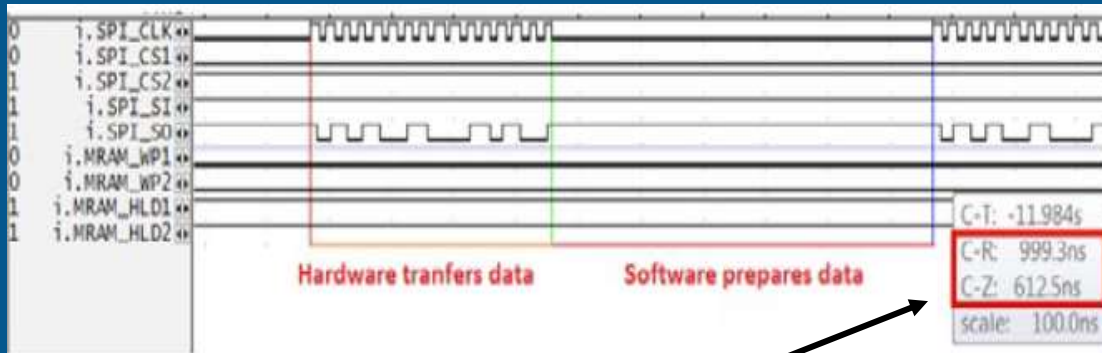 0 i.SPI_CLK
0 i.SPI_CS1
1 i.SPI_CS2
1 i.SPI_SI
1 i.SPI_SO
0 i.MRAM_WP1
0 i.MRAM_WP2
1 i.MRAM_HLD1
1 i.MRAM_HLD2
Hardware tranfers data
Software prepares data
C-T: -11.984s
C-R: 999.3ns
C-Z: 612.5ns
scale: 100.0ns